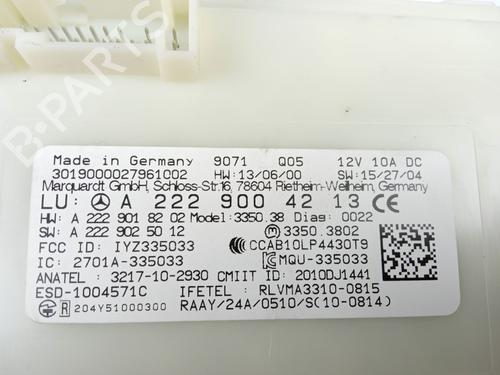 B-PARTS
Made in Germany 9071 Q05 12V 10A DC
3019000027961002 HW:13/06/00 SW:15/27/04
Marquardt GmbH, Schloss-Str.16, 78604 Rietheim-Weilheim, Germany
LU: A 222 900 42 13 CE
HW: A 222 901 82 02 Model:3350.38 Diag: 0022
SW: A 222 902 50 12 M 3350.3802
FCC ID: IYZ335033 CCAB10LP4430T9
IC: 2701A-335033 MQU-335033
ANATEL : 3217-10-2930 CMIIT ID: 2010DJ1441
ESD-1004571C IFETEL : RLVMA3310-0815
R 204Y51000300 RAAY/24A/0510/S(10-0814)